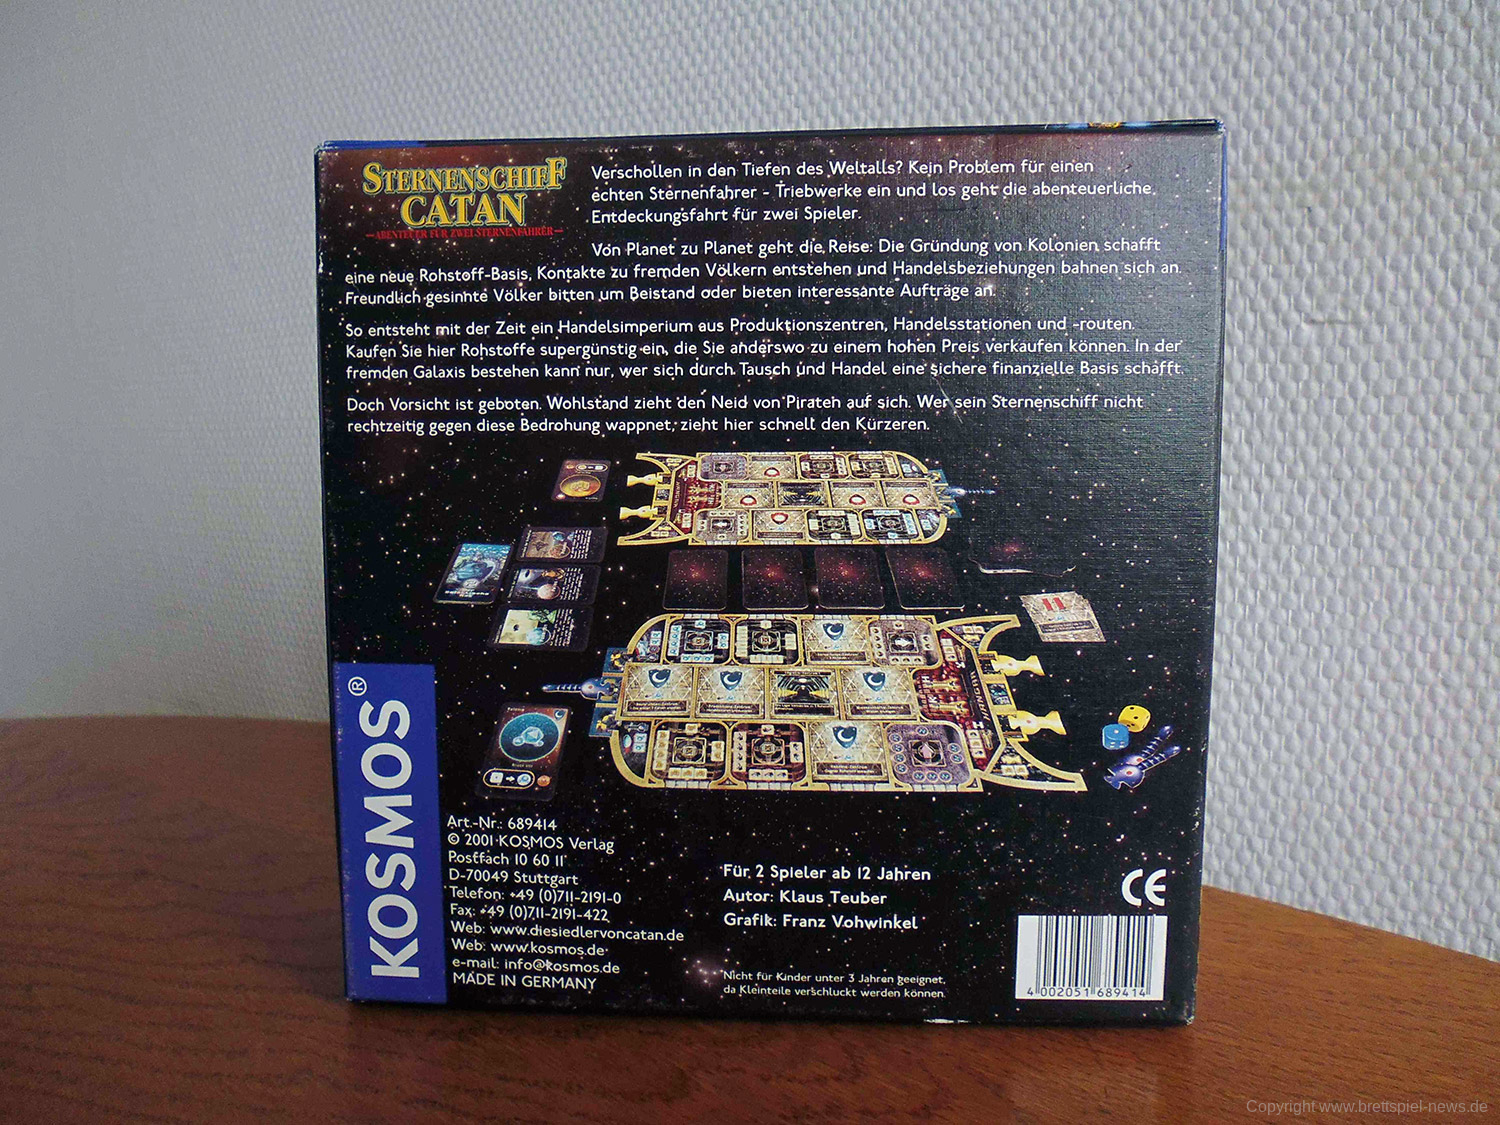 STERNENSCHIFF
CATAN
—ABENTEUER FÜR ZWEI STERNENFAHRER—
Verschollen in den Tiefen des Weltalls? Kein Problem für einen
echten Sternenfahrer - Triebwerke ein und los geht die abenteuerliche
Entdeckungsfahrt für zwei Spieler.
Von Planet zu Planet geht die Reise: Die Gründung von Kolonien schafft
eine neue Rohstoff-Basis, Kontakte zu fremden Völkern entstehen und Handelsbeziehungen bahnen sich an.
Freundlich gesinnte Völker bitten um Beistand oder bieten interessante Aufträge an.
So entsteht mit der Zeit ein Handelsimperium aus Produktionszentren, Handelsstationen und -routen.
Kaufen Sie hier Rohstoffe supergünstig ein, die Sie anderswo zu einem hohen Preis verkaufen können. In der
fremden Galaxis bestehen kann nur, wer sich durch Tausch und Handel eine sichere finanzielle Basis schafft.
Doch Vorsicht ist geboten. Wohlstand zieht den Neid von Piraten auf sich. Wer sein Sternenschiff nicht
rechtzeitig gegen diese Bedrohung wappnet, zieht hier schnell den Kürzeren.
KOSMOS®
Art.-Nr.: 689414
© 2001 KOSMOS Verlag
Postfach 10 60 11
D-70049 Stuttgart
Telefon: +49 (0)711-2191-0
Fax: +49 (0)711-2191-422
Web: www.diesiedlervoncatan.de
Web: www.kosmos.de
e-mail: info@kosmos.de
MADE IN GERMANY
Für 2 Spieler ab 12 Jahren
Autor: Klaus Teuber
Grafik: Franz Vohwinkel
Nicht für Kinder unter 3 Jahren geeignet,
da Kleinteile verschluckt werden können.
CE
4 002051 689414
Copyright www.brettspiel-news.de